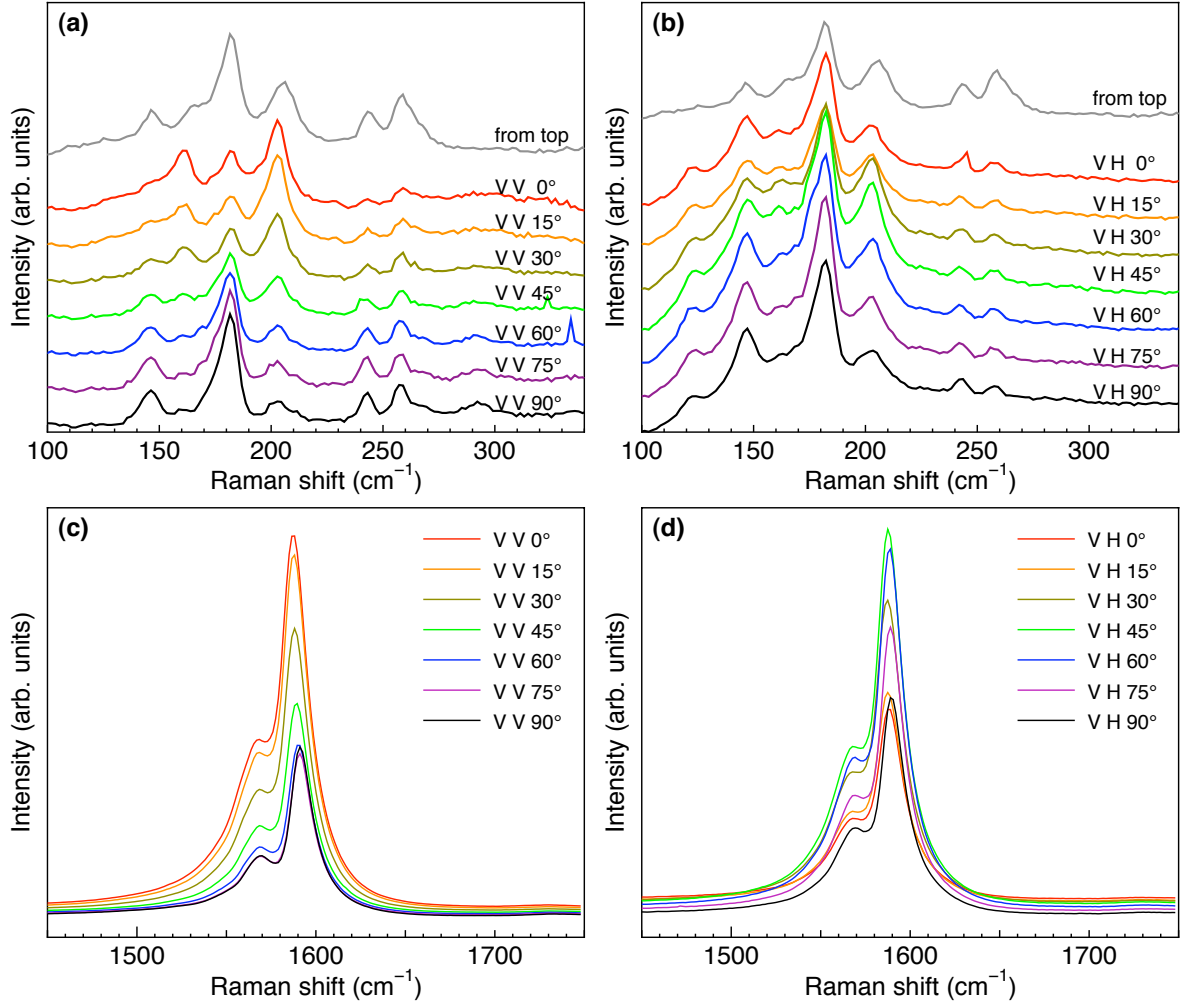 (a)
from top
V V 0°
V V 15°
V V 30°
V V 45°
V V 60°
V V 75°
V V 90°
Intensity (arb. units)
100 150 200 250 300
Raman shift (cm⁻¹)
(b)
from top
V H 0°
V H 15°
V H 30°
V H 45°
V H 60°
V H 75°
V H 90°
Intensity (arb. units)
100 150 200 250 300
Raman shift (cm⁻¹)
(c)
V V 0°
V V 15°
V V 30°
V V 45°
V V 60°
V V 75°
V V 90°
Intensity (arb. units)
1500 1600 1700
Raman shift (cm⁻¹)
(d)
V H 0°
V H 15°
V H 30°
V H 45°
V H 60°
V H 75°
V H 90°
Intensity (arb. units)
1500 1600 1700
Raman shift (cm⁻¹)